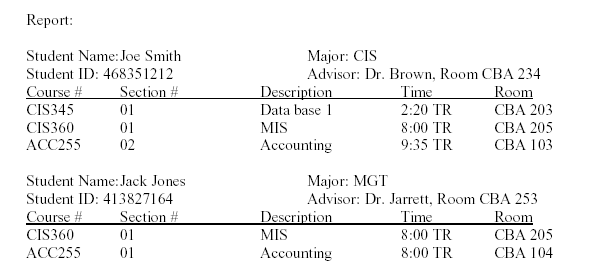 Report:
Student Name:Joe Smith Major: CIS
Student ID: 468351212 Advisor: Dr. Brown, Room CBA 234
Course # Section # Description Time Room
CIS345 01 Data base 1 2:20 TR CBA 203
CIS360 01 MIS 8:00 TR CBA 205
ACC255 02 Accounting 9:35 TR CBA 103
Student Name:Jack Jones Major: MGT
Student ID: 413827164 Advisor: Dr. Jarrett, Room CBA 253
Course # Section # Description Time Room
CIS360 01 MIS 8:00 TR CBA 205
ACC255 01 Accounting 8:00 TR CBA 104